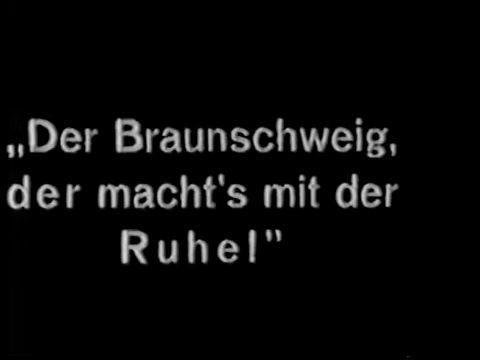 „Der Braunschweig,
der macht's mit der
Ruhe!"